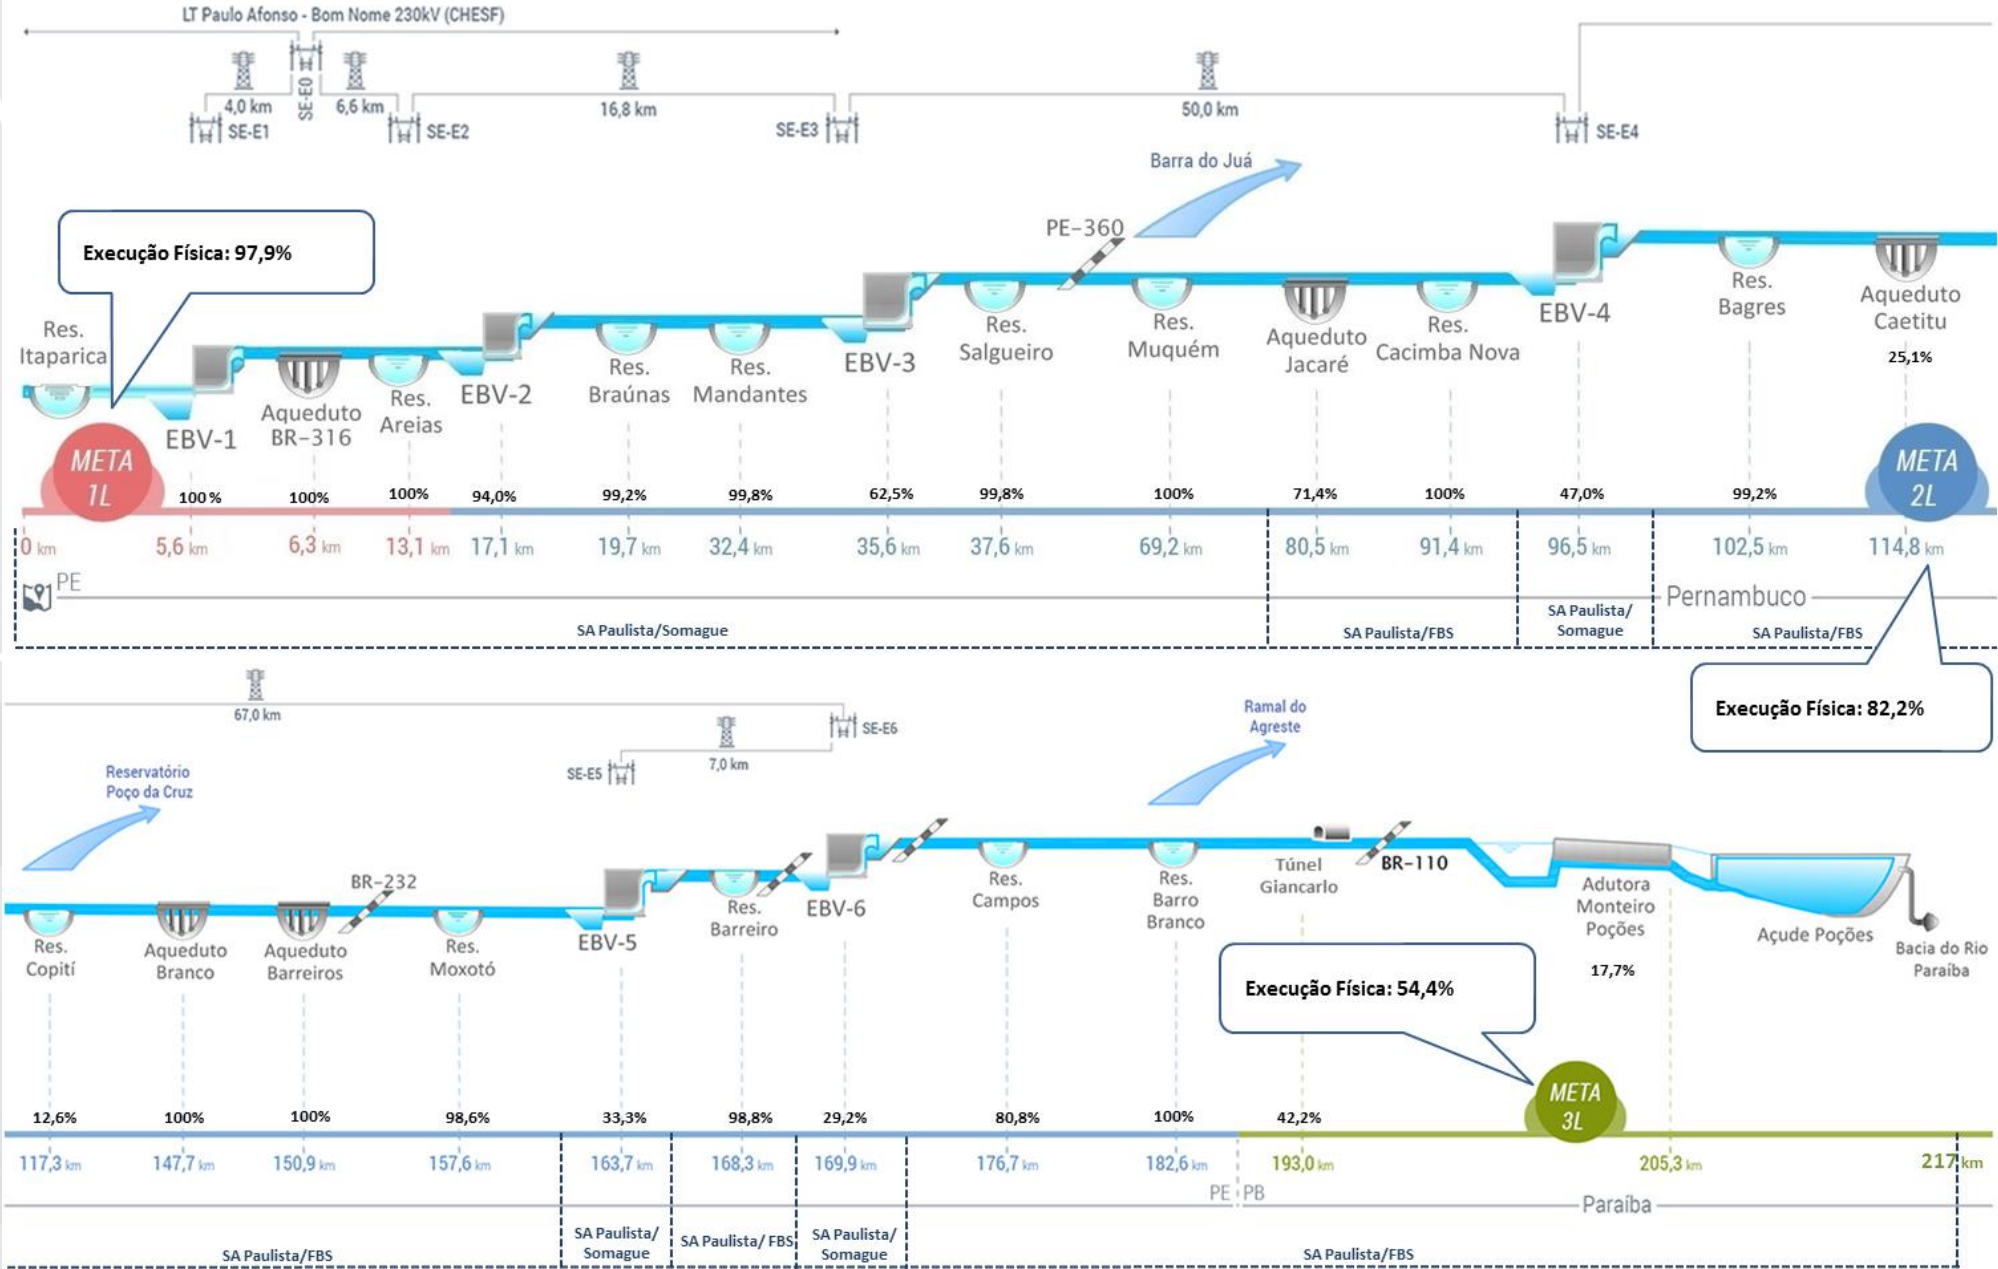 LT Paulo Afonso - Bom Nome 230kV (CHESF)
4,0 km
SE-E0
6,6 km
16,8 km
50,0 km
SE-E1
SE-E2
SE-E3
SE-E4
Barra do Juá
PE-360
Execução Física: 97,9%
Res.
Itaparica
EBV-1
Aqueduto
BR-316
Res.
Areias
EBV-2
Res.
Braúnas
Res.
Mandantes
EBV-3
Res.
Salgueiro
Res.
Muquém
Aqueduto
Jacaré
Res.
Cacimba Nova
EBV-4
Res.
Bagres
Aqueduto
Caetitu
25,1%
META
1L
META
2L
100 %
100%
100%
94,0%
99,2%
99,8%
62,5%
99,8%
100%
71,4%
100%
47,0%
99,2%
0 km
5,6 km
6,3 km
13,1 km
17,1 km
19,7 km
32,4 km
35,6 km
37,6 km
69,2 km
80,5 km
91,4 km
96,5 km
102,5 km
114,8 km
PE
Pernambuco
SA Paulista/Somague
SA Paulista/FBS
SA Paulista/
Somague
SA Paulista/FBS
Execução Física: 82,2%
67,0 km
SE-E6
7,0 km
SE-E5
Reservatório
Poço da Cruz
Ramal do
Agreste
BR-232
Res.
Copití
Aqueduto
Branco
Aqueduto
Barreiros
Res.
Moxotó
EBV-5
Res.
Barreiro
EBV-6
Res.
Campos
Res.
Barro
Branco
Túnel
Giancarlo
BR-110
Adutora
Monteiro
Poções
17,7%
Açude Poções
Bacia do Rio
Paraíba
Execução Física: 54,4%
META
3L
12,6%
100%
100%
98,6%
33,3%
98,8%
29,2%
80,8%
100%
42,2%
117,3 km
147,7 km
150,9 km
157,6 km
163,7 km
168,3 km
169,9 km
176,7 km
182,6 km
193,0 km
205,3 km
217 km
PE
PB
Paraíba
SA Paulista/FBS
SA Paulista/
Somague
SA Paulista/ FBS
SA Paulista/
Somague
SA Paulista/FBS